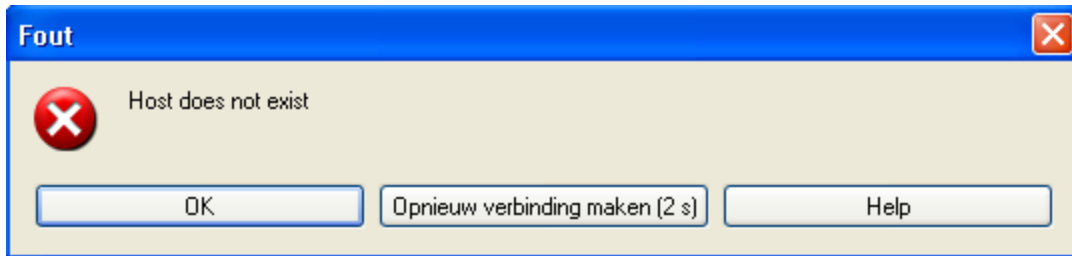 Fout
Host does not exist
OK
Opnieuw verbinding maken (2 s)
Help